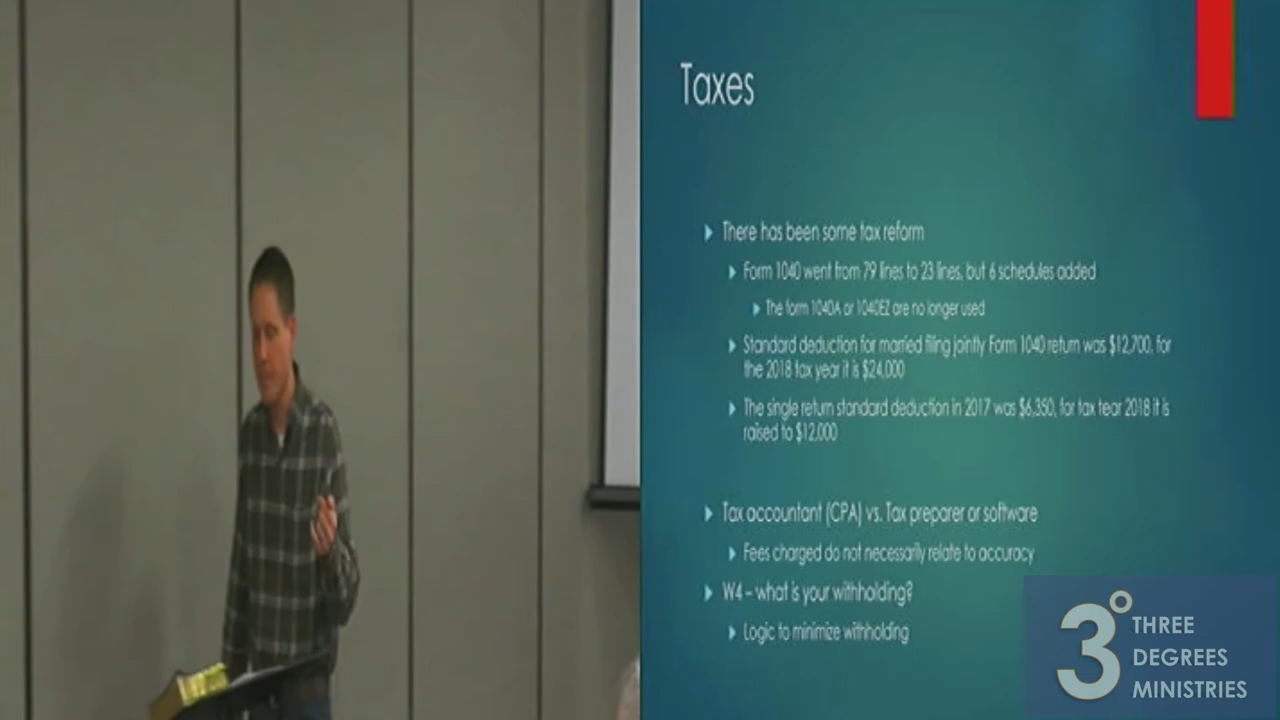 Taxes
There has been some tax reform
Form 1040 went from 79 lines to 23 lines, but 6 schedules added
The form 1040A or 1040EZ are no longer used
Standard deduction for married filing jointly Form 1040 return was $12,700, for
the 2018 tax year it is $24,000
The single return standard deduction in 2017 was $6,350, for tax tear 2018 it is
raised to $12,000
Tax accountant (CPA) vs. Tax preparer or software
Fees charged do not necessarily relate to accuracy
W4 – what is your withholding?
Logic to minimize withholding
3°
THREE
DEGREES
MINISTRIES